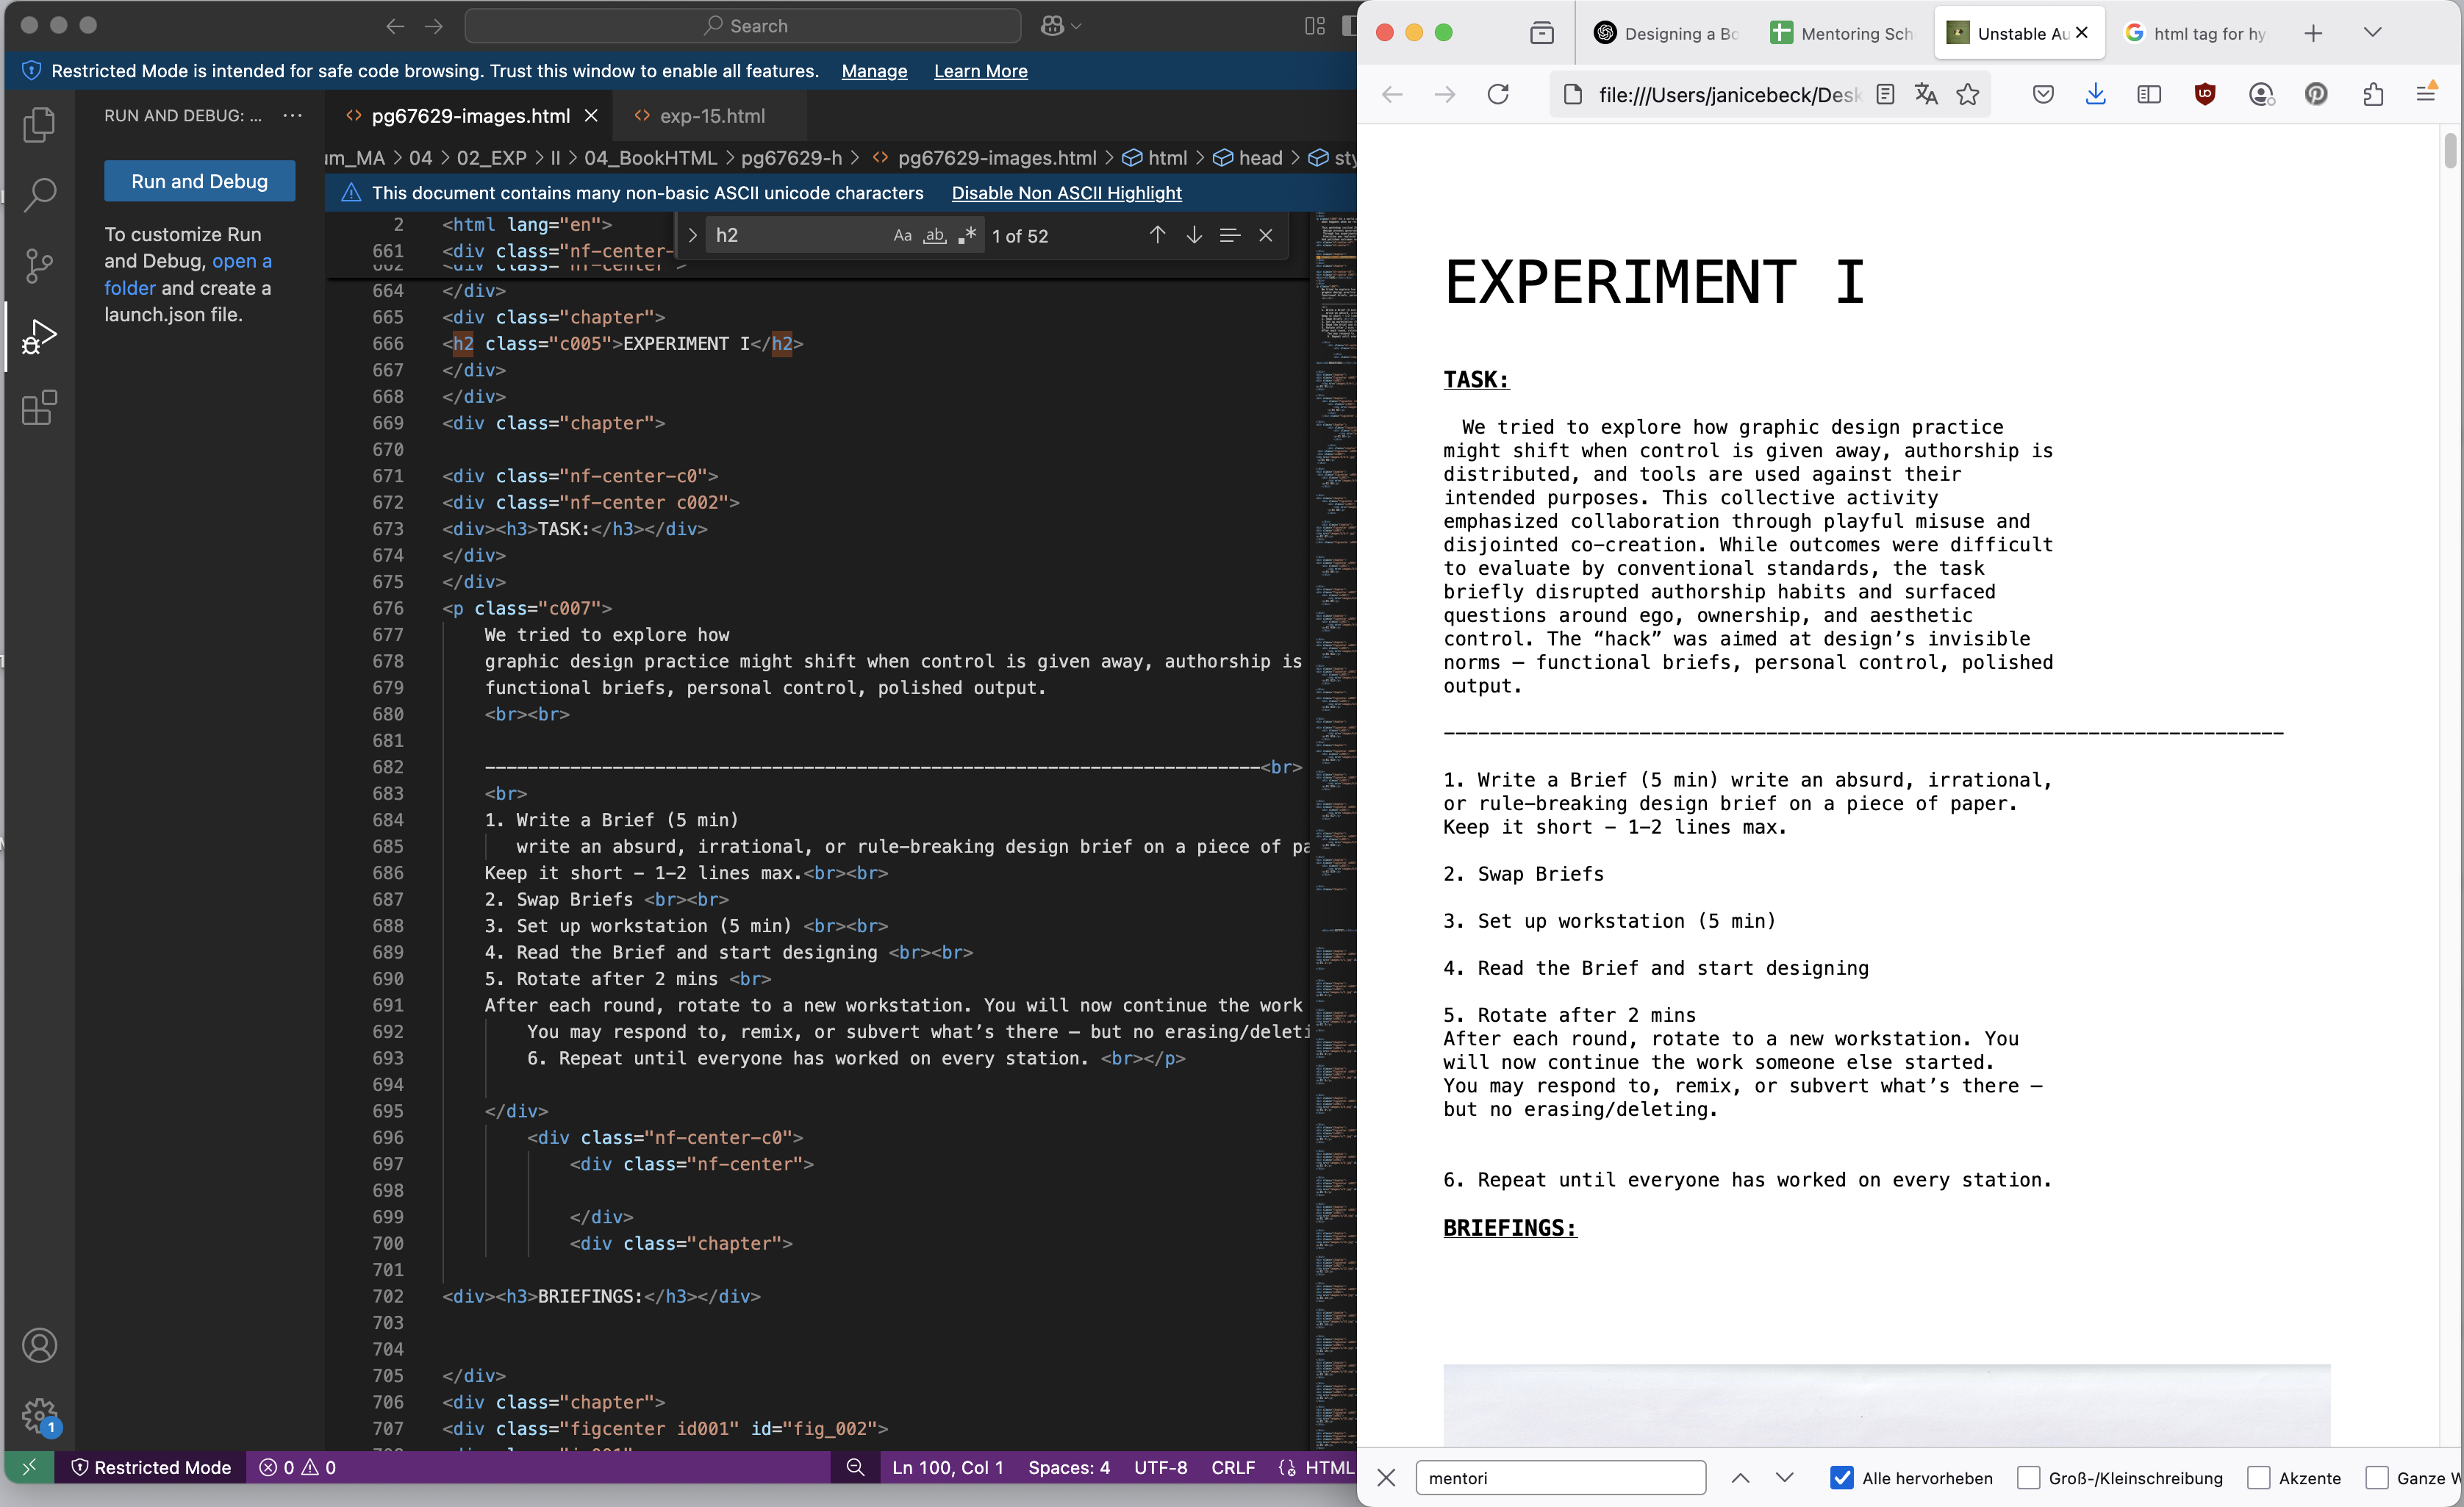 Search
Restricted Mode is intended for safe code browsing. Trust this window to enable all features. Manage Learn More
RUN AND DEBUG: ... ···
Run and Debug
To customize Run
and Debug, open a
folder and create a
launch.json file.
pg67629-images.html
exp-15.html
um_MA > 04 > 02_EXP > II > 04_BookHTML > pg67629-h > pg67629-images.html > html > head > sty
This document contains many non-basic ASCII unicode characters Disable Non ASCII Highlight
h2 Aa ab .* 1 of 52
2 <html lang="en">
661 <div class="nf-center-
662 <div class="nf-center">
664 </div>
665 <div class="chapter">
666 <h2 class="c005">EXPERIMENT I</h2>
667 </div>
668 </div>
669 <div class="chapter">
670
671 <div class="nf-center-c0">
672 <div class="nf-center c002">
673 <div><h3>TASK:</h3></div>
674 </div>
675 </div>
676 <p class="c007">
677 We tried to explore how
678 graphic design practice might shift when control is given away, authorship is
679 functional briefs, personal control, polished output.
680 <br><br>
681
682 –––––––––––––––––––––––––––––––––––––––––––––––––––––––––––––––––––––––––<br>
683 <br>
684 1. Write a Brief (5 min)
685 write an absurd, irrational, or rule–breaking design brief on a piece of pa
686 Keep it short – 1–2 lines max.<br><br>
687 2. Swap Briefs <br><br>
688 3. Set up workstation (5 min) <br><br>
689 4. Read the Brief and start designing <br><br>
690 5. Rotate after 2 mins <br>
691 After each round, rotate to a new workstation. You will now continue the work
692 You may respond to, remix, or subvert what’s there – but no erasing/deleti
693 6. Repeat until everyone has worked on every station. <br></p>
694
695 </div>
696 <div class="nf-center-c0">
697 <div class="nf-center">
698
699 </div>
700 <div class="chapter">
701
702 <div><h3>BRIEFINGS:</h3></div>
703
704
705 </div>
706 <div class="chapter">
707 <div class="figcenter id001" id="fig_002">
1
Restricted Mode 0 0
Ln 100, Col 1 Spaces: 4 UTF-8 CRLF HTML
Designing a Bo
Mentoring Sch
Unstable Au
html tag for hy
file:///Users/janicebeck/Desk
EXPERIMENT I
TASK:
We tried to explore how graphic design practice
might shift when control is given away, authorship is
distributed, and tools are used against their
intended purposes. This collective activity
emphasized collaboration through playful misuse and
disjointed co-creation. While outcomes were difficult
to evaluate by conventional standards, the task
briefly disrupted authorship habits and surfaced
questions around ego, ownership, and aesthetic
control. The “hack” was aimed at design’s invisible
norms – functional briefs, personal control, polished
output.
–––––––––––––––––––––––––––––––––––––––––––––––––––––––––––––––––––––––––
1. Write a Brief (5 min) write an absurd, irrational,
or rule–breaking design brief on a piece of paper.
Keep it short – 1–2 lines max.
2. Swap Briefs
3. Set up workstation (5 min)
4. Read the Brief and start designing
5. Rotate after 2 mins
After each round, rotate to a new workstation. You
will now continue the work someone else started.
You may respond to, remix, or subvert what’s there –
but no erasing/deleting.
6. Repeat until everyone has worked on every station.
BRIEFINGS:
mentori
Alle hervorheben Groß-/Kleinschreibung Akzente Ganze W